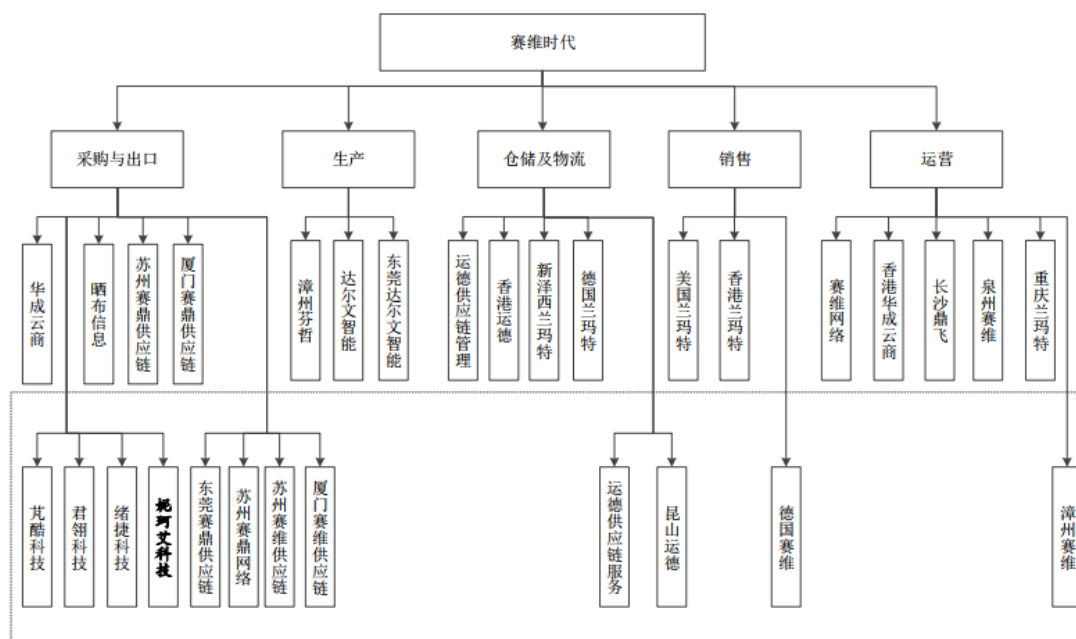 赛维时代
采购与出口
生产
仓储及物流
销售
运营
华成云商
晒布信息
苏州赛鼎供应链
厦门赛鼎供应链
漳州芬哲
达尔文智能
东莞达尔文智能
运德供应链管理
香港运德
新泽西兰玛特
德国兰玛特
美国兰玛特
香港兰玛特
赛维网络
香港华成云商
长沙鼎飞
泉州赛维
重庆兰玛特
芃酷科技
君翎科技
绪捷科技
妮珂艾科技
东莞赛鼎供应链
苏州赛鼎网络
苏州赛维供应链
厦门赛维供应链
运德供应链服务
昆山运德
德国赛维
漳州赛维